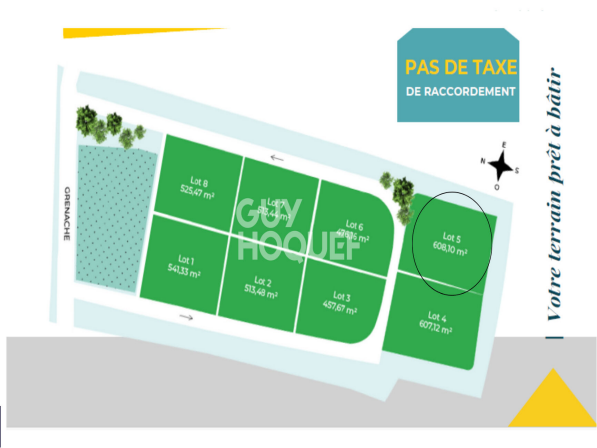 PAS DE TAXE
DE RACCORDEMENT
Votre terrain prêt à bâtir
E
N
S
O
GRENACHE
Lot 8
525,47 m²
Lot 7
Lot 6
Lot 5
608,10 m²
GUY
HOQUET
Lot 1
541,33 m²
Lot 2
513,48 m²
Lot 3
457,67 m²
Lot 4
607,12 m²